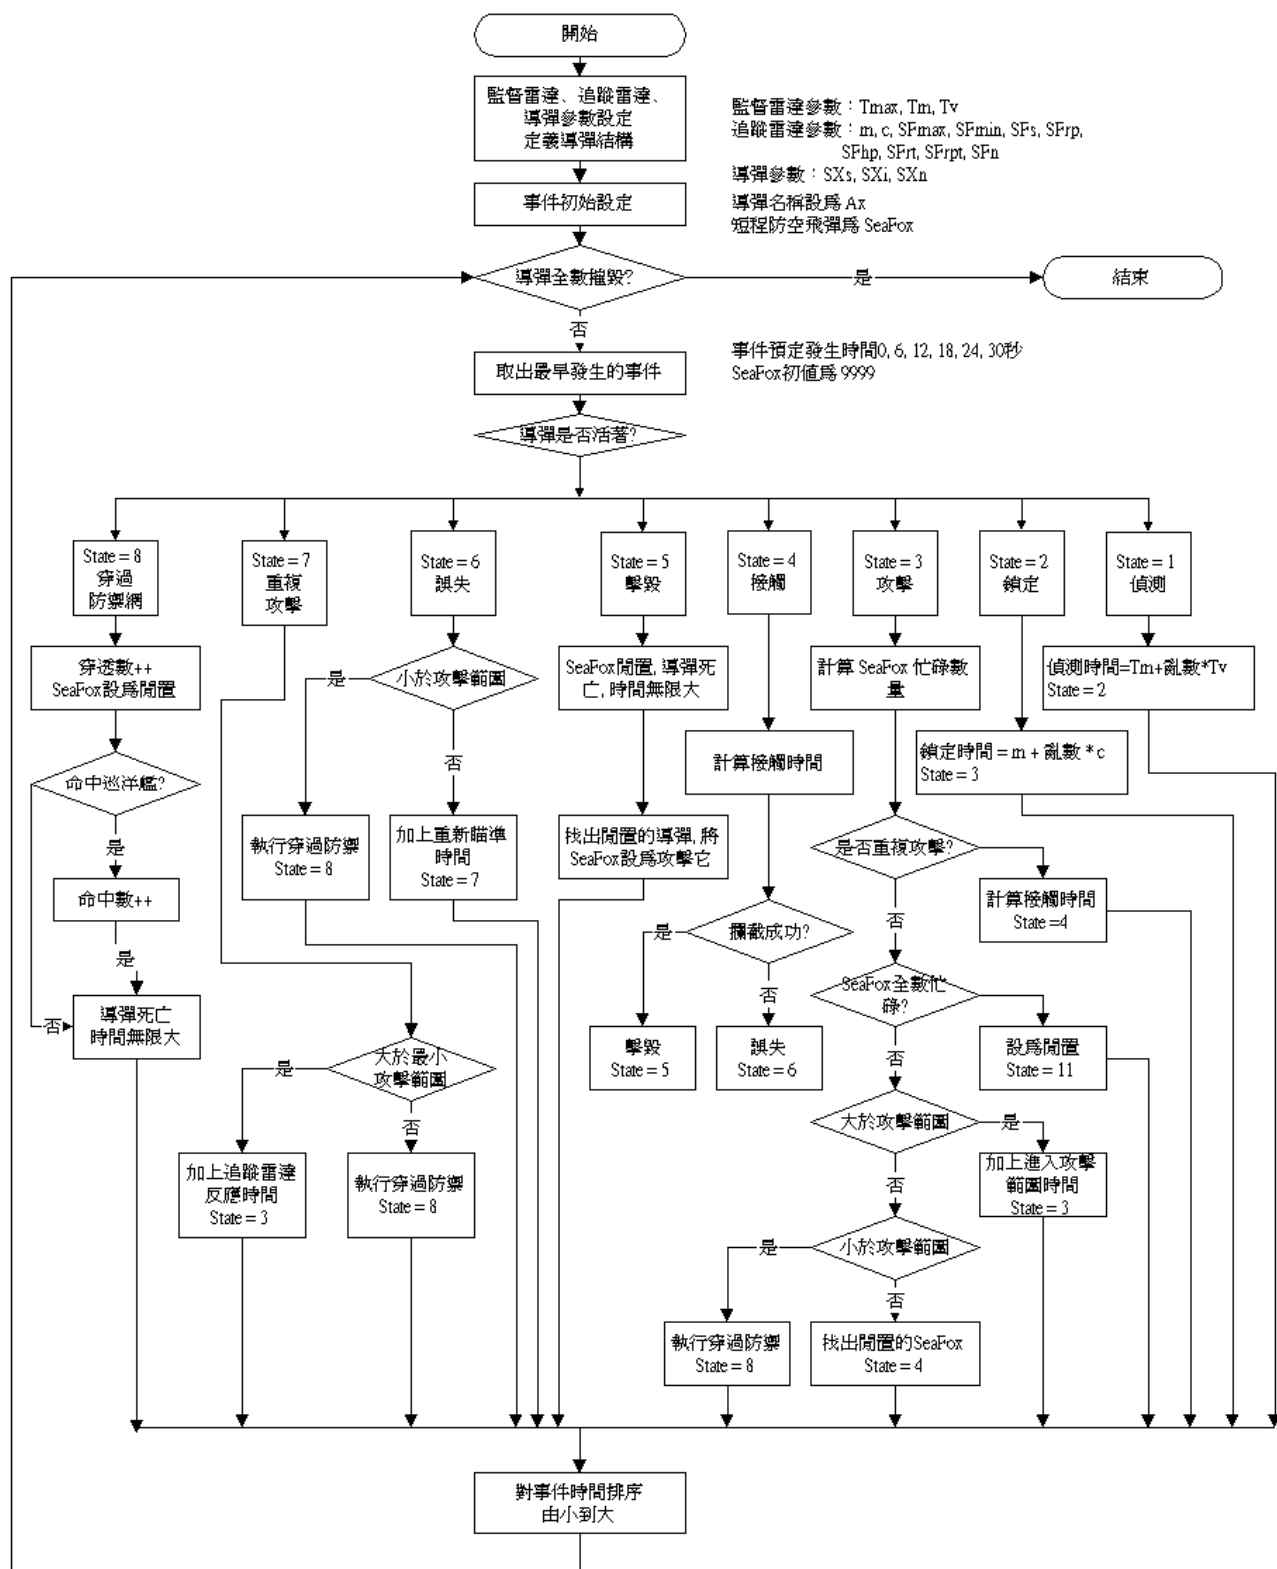 開始
監督雷達、追蹤雷達、
導彈參數設定
定義導彈結構
監督雷達參數：Tmax, Tm, Tv
追蹤雷達參數：m, c, SFmax, SFmin, SFs, SFrp,
SFhp, SFrt, SFrpt, SFn
導彈參數：SXs, SXi, SXn
導彈名稱設爲 Ax
短程防空飛彈爲 SeaFox
事件初始設定
導彈全數摧毀?
是
結束
否
取出最早發生的事件
事件預定發生時間0, 6, 12, 18, 24, 30秒
SeaFox初值爲 9999
導彈是否活著?
State = 8
穿過
防禦網
State = 7
重複
攻擊
State = 6
誤失
State = 5
擊毀
State = 4
接觸
State = 3
攻擊
State = 2
鎖定
State = 1
偵測
穿透數++
SeaFox設爲閒置
是
小於攻擊範圍
SeaFox閒置, 導彈死
亡, 時間無限大
計算 SeaFox 忙碌數
量
偵測時間=Tm+亂數*Tv
State = 2
否
計算接觸時間
鎖定時間 = m + 亂數 * c
State = 3
命中巡洋艦?
是
執行穿過防禦
State = 8
加上重新瞄準
時間
State = 7
找出閒置的導彈, 將
SeaFox設爲攻擊它
是否重複攻擊?
命中數++
計算接觸時間
State =4
否
是
攔截成功?
是
SeaFox全數忙
碌?
否
導彈死亡
時間無限大
否
擊毀
State = 5
誤失
State = 6
設爲閒置
State = 11
否
是
大於最小
攻擊範圍
否
大於攻擊範圍
是
加上追蹤雷達
反應時間
State = 3
執行穿過防禦
State = 8
加上進入攻擊
範圍時間
State = 3
否
是
小於攻擊範圍
否
執行穿過防禦
State = 8
找出閒置的SeaFox
State = 4
對事件時間排序
由小到大